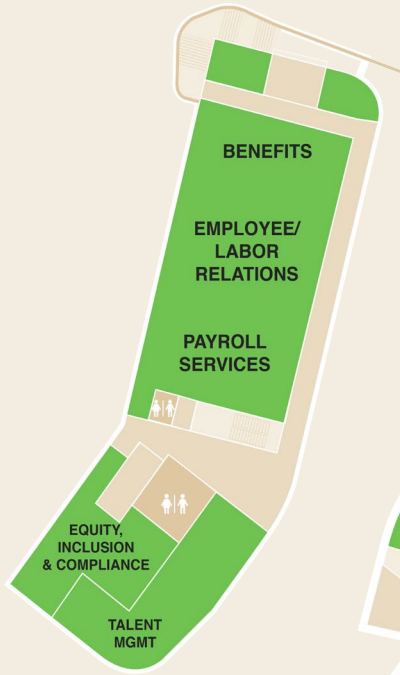 BENEFITS
EMPLOYEE/
LABOR
RELATIONS
PAYROLL
SERVICES
EQUITY,
INCLUSION
& COMPLIANCE
TALENT
MGMT